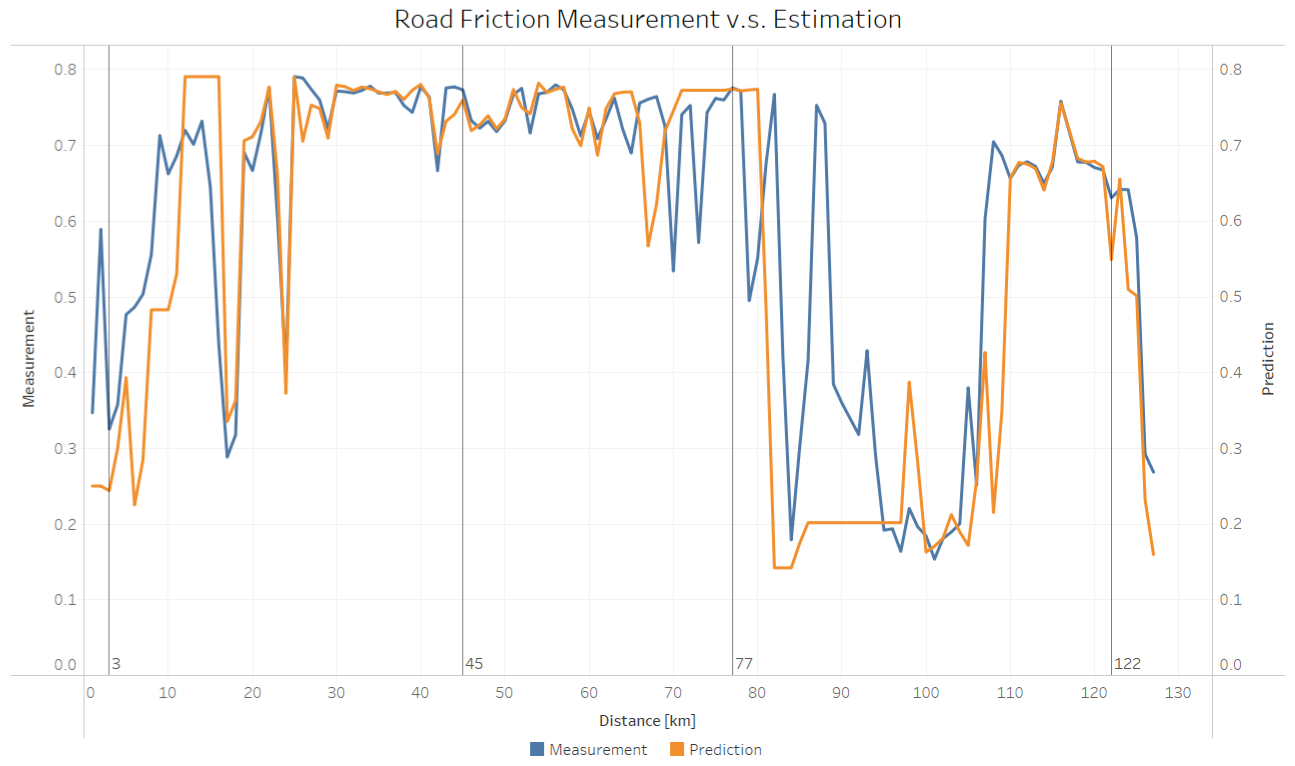 Road Friction Measurement v.s. Estimation
0.8 0.8
0.7 0.7
0.6 0.6
0.5 0.5
0.4 0.4
0.3 0.3
0.2 0.2
0.1 0.1
0.0 0.0
Measurement
Prediction
3 45 77 122
0 10 20 30 40 50 60 70 80 90 100 110 120 130
Distance [km]
Measurement Prediction